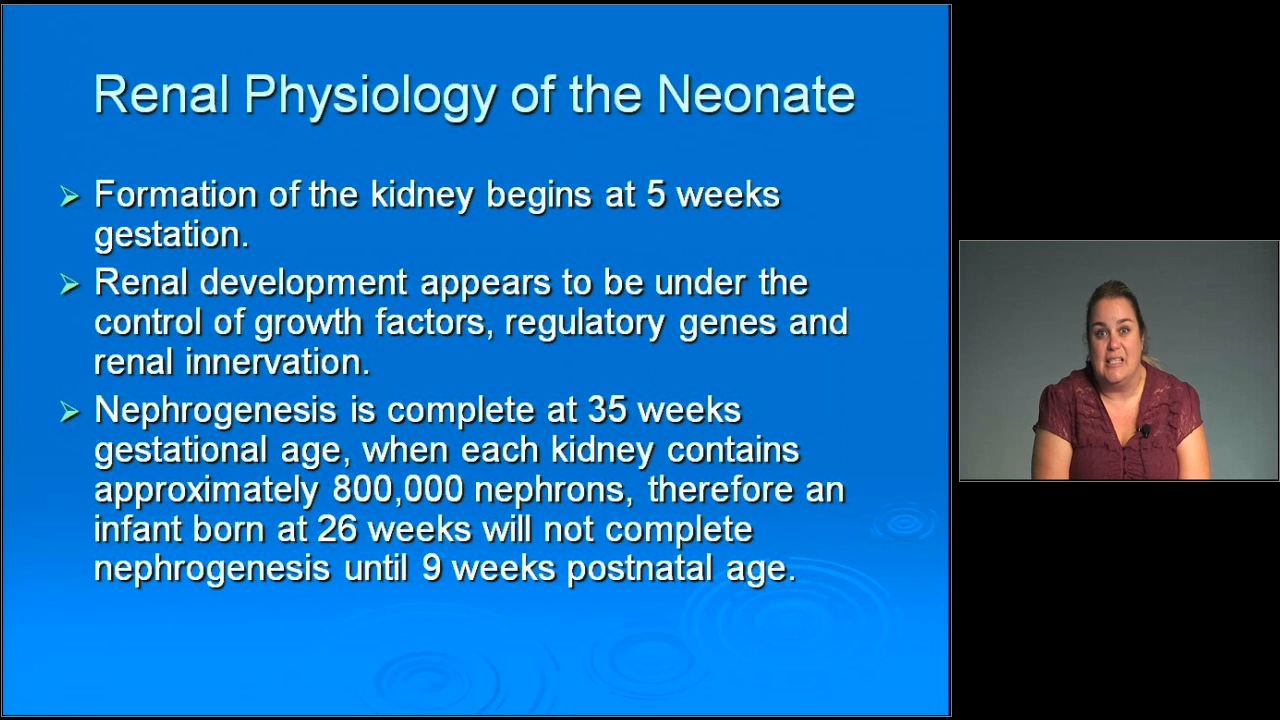 Renal Physiology of the Neonate
Formation of the kidney begins at 5 weeks
gestation.
Renal development appears to be under the
control of growth factors, regulatory genes and
renal innervation.
Nephrogenesis is complete at 35 weeks
gestational age, when each kidney contains
approximately 800,000 nephrons, therefore an
infant born at 26 weeks will not complete
nephrogenesis until 9 weeks postnatal age.